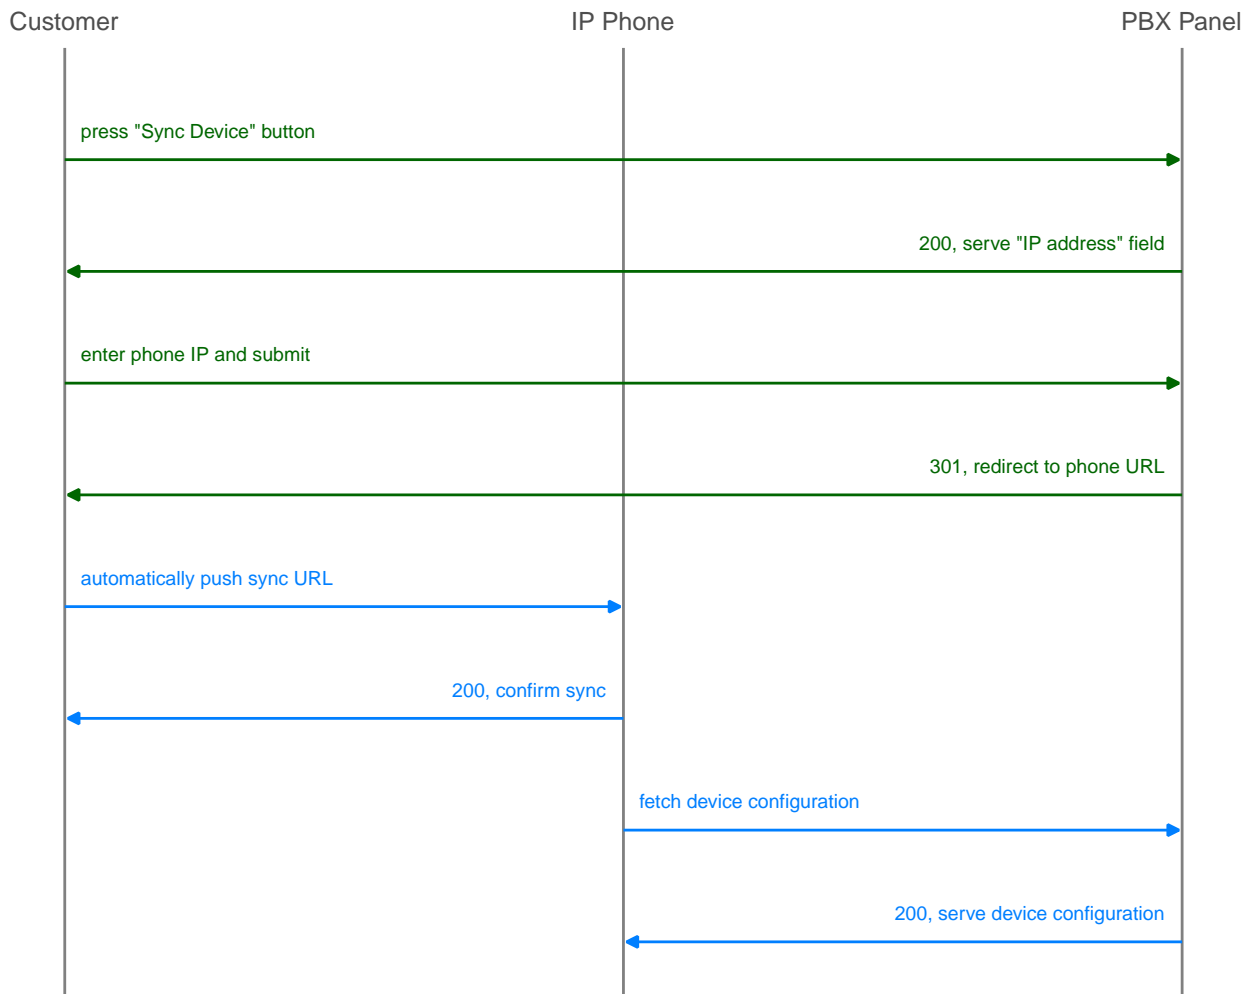 Customer IP Phone PBX Panel
press "Sync Device" button
200, serve "IP address" field
enter phone IP and submit
301, redirect to phone URL
automatically push sync URL
200, confirm sync
fetch device configuration
200, serve device configuration